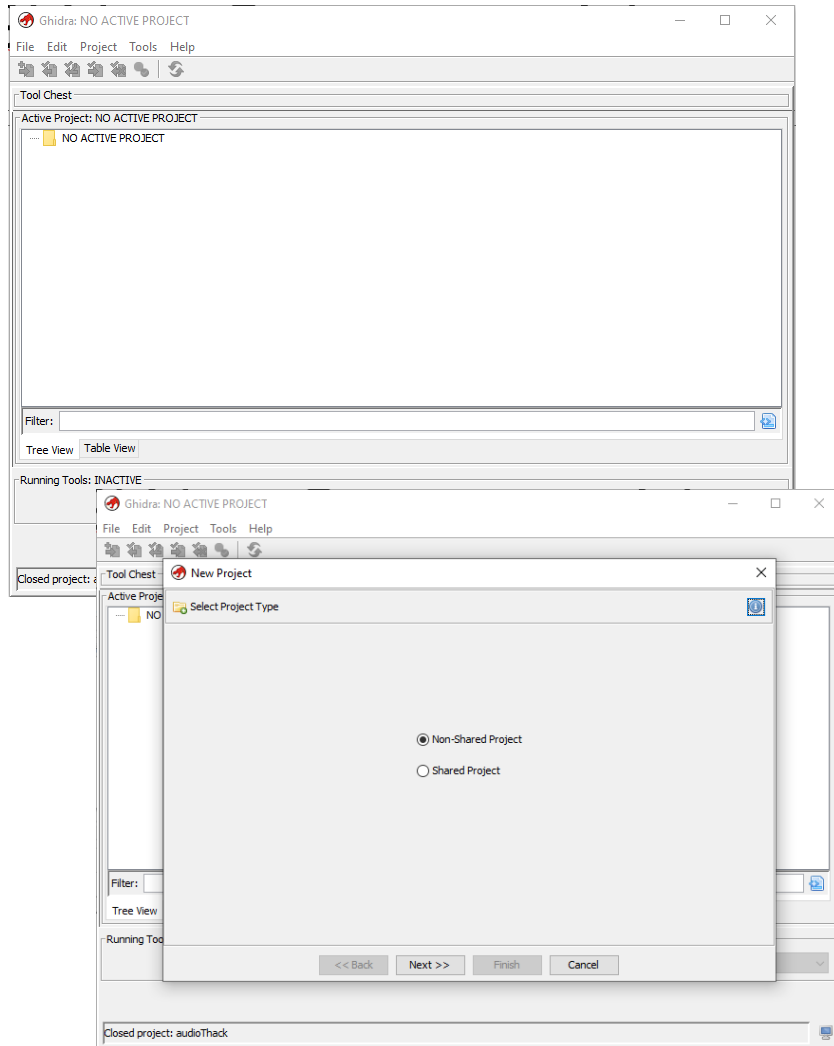 Ghidra: NO ACTIVE PROJECT
File Edit Project Tools Help
Tool Chest
Active Project: NO ACTIVE PROJECT
NO ACTIVE PROJECT
Filter:
Tree View Table View
Running Tools: INACTIVE
Closed project: a
Ghidra: NO ACTIVE PROJECT
File Edit Project Tools Help
Tool Chest
Active Proje
NO
New Project
Select Project Type
Non-Shared Project
Shared Project
Filter:
Tree View
Running Too
<< Back Next >> Finish Cancel
Closed project: audioThack